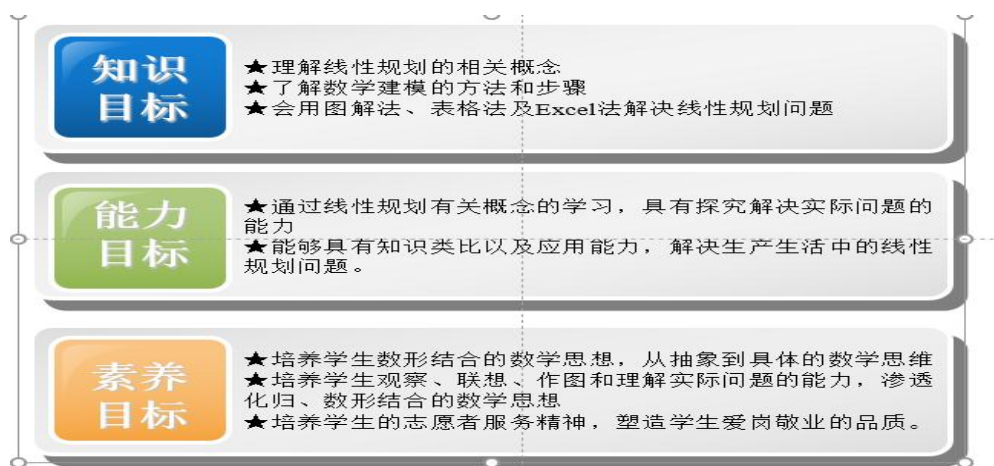 知识
目标
★理解线性规划的相关概念
★了解数学建模的方法和步骤
★会用图解法、表格法及Excel法解决线性规划问题
能力
目标
★通过线性规划有关概念的学习，具有探究解决实际问题的
能力
★能够具有知识类比以及应用能力，解决生产生活中的线性
规划问题。
素养
目标
★培养学生数形结合的数学思想，从抽象到具体的数学思维
★培养学生观察、联想、作图和理解实际问题的能力，渗透
化归、数形结合的数学思想
★培养学生的志愿者服务精神，塑造学生爱岗敬业的品质。